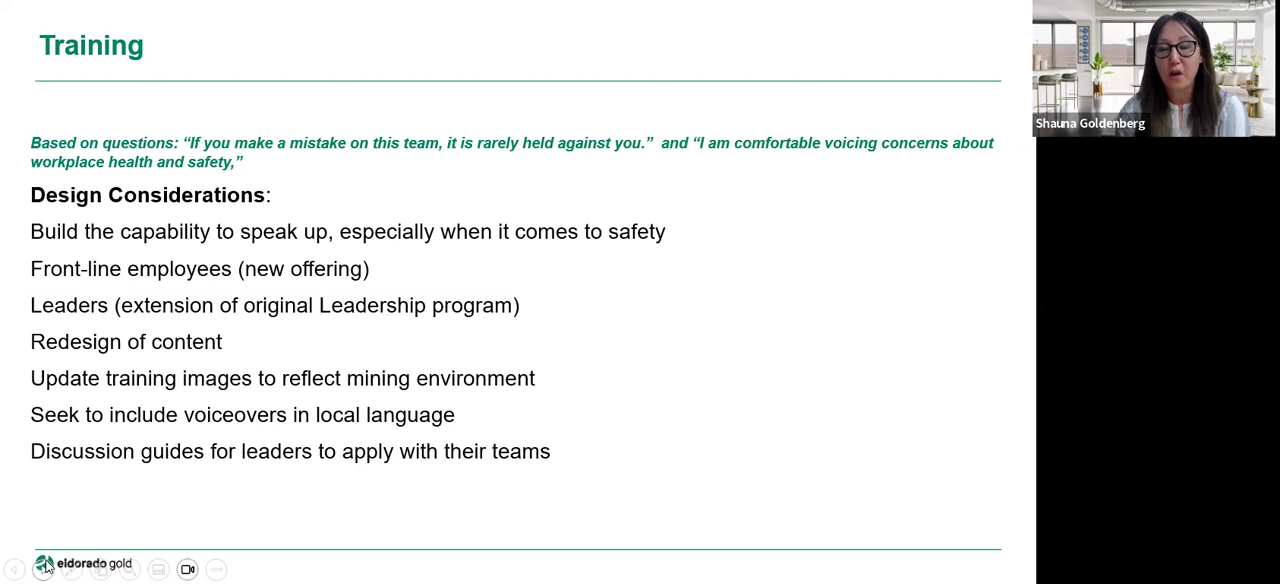 Training
Based on questions: “If you make a mistake on this team, it is rarely held against you.”  and “I am comfortable voicing concerns about
workplace health and safety,”
Design Considerations:
Build the capability to speak up, especially when it comes to safety
Front-line employees (new offering)
Leaders (extension of original Leadership program)
Redesign of content
Update training images to reflect mining environment
Seek to include voiceovers in local language
Discussion guides for leaders to apply with their teams
eldorado gold
Shauna Goldenberg